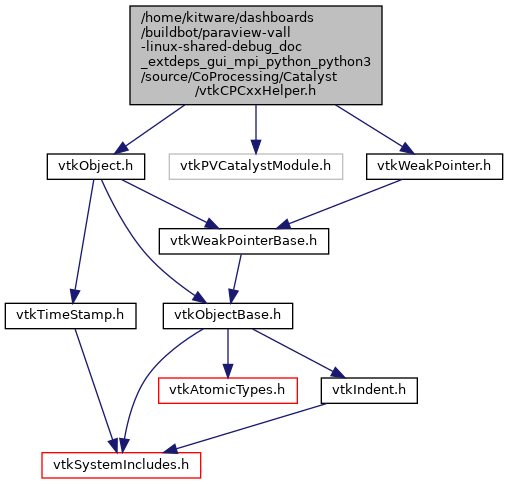 /home/kitware/dashboards
/buildbot/paraview-vall
-linux-shared-debug_doc
_extdeps_gui_mpi_python_python3
/source/CoProcessing/Catalyst
/vtkCPCxxHelper.h
vtkObject.h
vtkPVCatalystModule.h
vtkWeakPointer.h
vtkWeakPointerBase.h
vtkTimeStamp.h
vtkObjectBase.h
vtkAtomicTypes.h
vtkIndent.h
vtkSystemIncludes.h